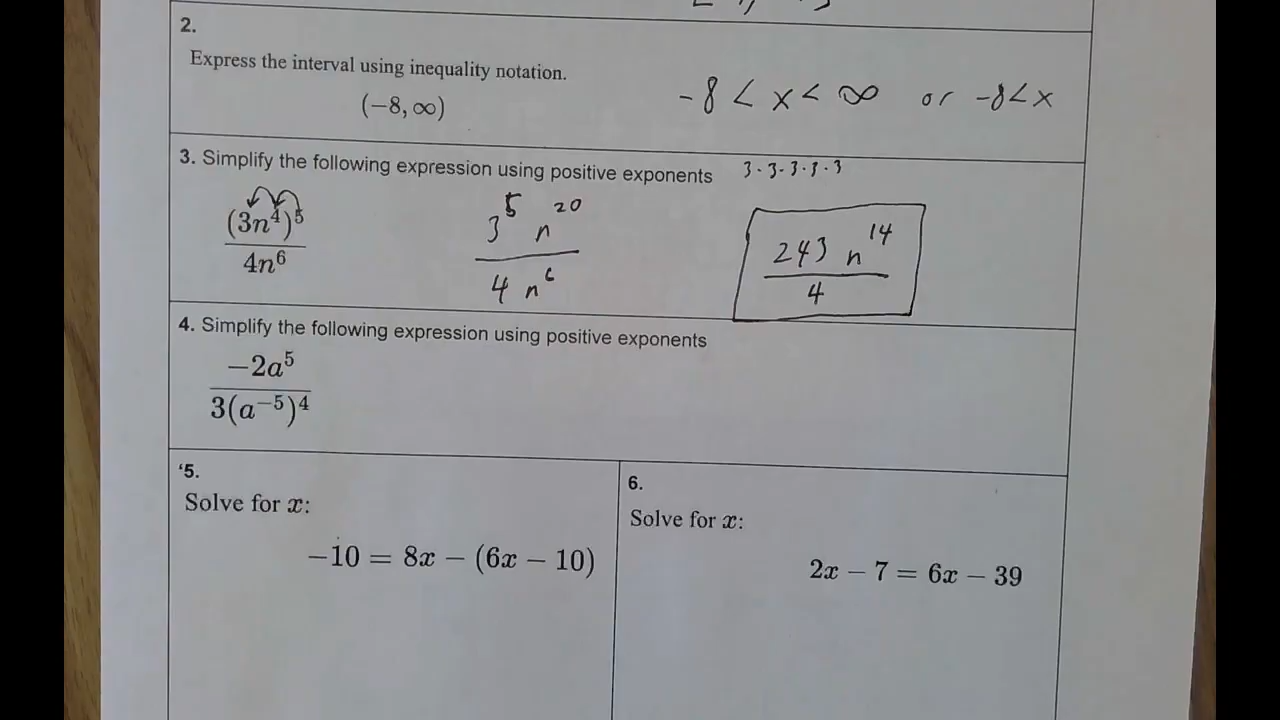 2.
Express the interval using inequality notation.
(−8, ∞)
-8 < x < ∞ or -8 < x
3. Simplify the following expression using positive exponents
3·3·3·3·3
(3n⁴)⁵
4n⁶
3⁵ n²⁰
4 n⁶
243 n¹⁴
4
4. Simplify the following expression using positive exponents
−2a⁵
3(a⁻⁵)⁴
'5.
Solve for x:
−10 = 8x − (6x − 10)
6.
Solve for x:
2x − 7 = 6x − 39